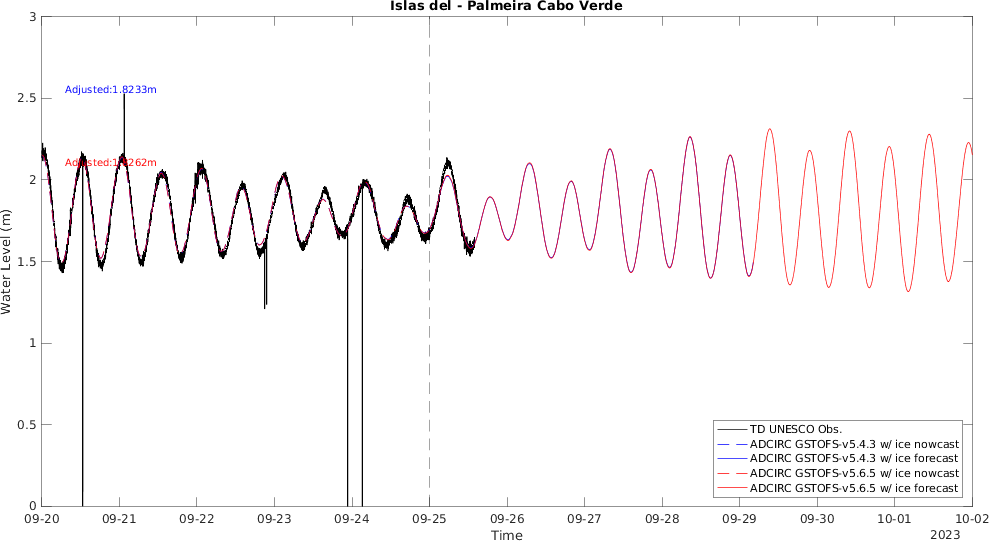 Islas del - Palmeira Cabo Verde
Water Level (m)
3
2.5
2
1.5
1
0.5
0
Adjusted:1.8233m
09-20
09-21
09-22
09-23
09-24
09-25
09-26
09-27
09-28
09-29
09-30
10-01
10-02
Time
2023
TD UNESCO Obs.
ADCIRC GSTOFS-v5.4.3 w/ ice nowcast
ADCIRC GSTOFS-v5.4.3 w/ ice forecast
ADCIRC GSTOFS-v5.6.5 w/ ice nowcast
ADCIRC GSTOFS-v5.6.5 w/ ice forecast